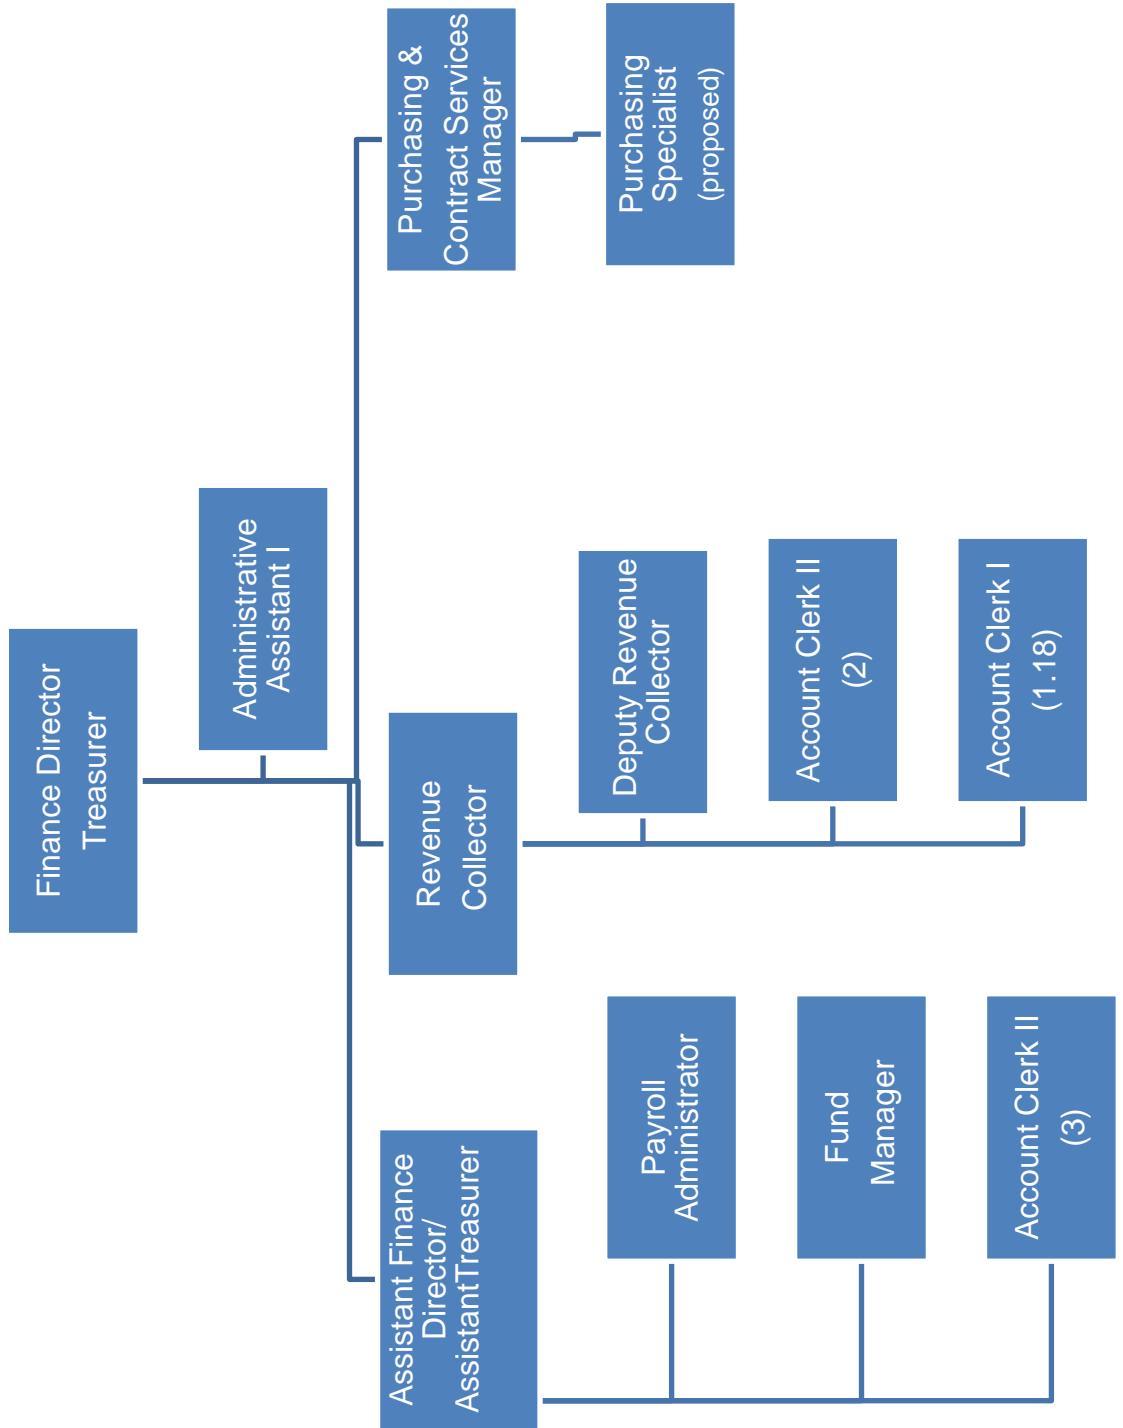 Finance Director
Treasurer
Administrative
Assistant I
Assistant Finance
Director/
AssistantTreasurer
Revenue
Collector
Purchasing &
Contract Services
Manager
Payroll
Administrator
Fund
Manager
Account Clerk II
(3)
Deputy Revenue
Collector
Account Clerk II
(2)
Account Clerk I
(1.18)
Purchasing
Specialist
(proposed)